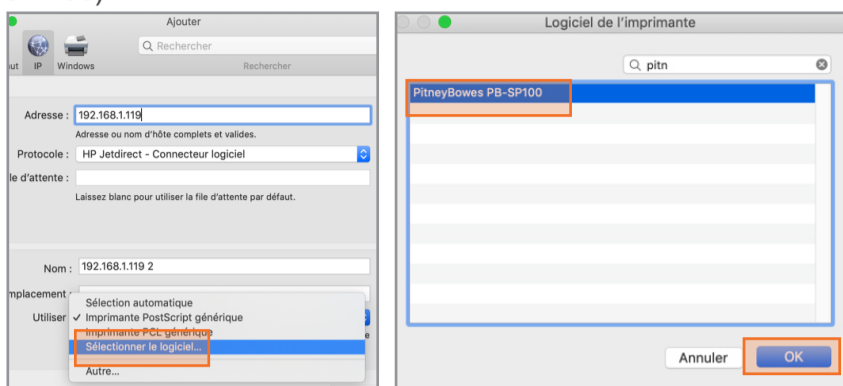 Ajouter
Rechercher
IP Windows
Rechercher
Adresse : 192.168.1.119
Adresse ou nom d'hôte complets et valides.
Protocole : HP Jetdirect - Connecteur logiciel
le d'attente :
Laissez blanc pour utiliser la file d'attente par défaut.
Nom : 192.168.1.119 2
mplacement :
Sélection automatique
Utiliser ✓ Imprimante PostScript générique
Imprimante PCL générique
Sélectionner le logiciel...
Autre...
Logiciel de l'imprimante
pitn
PitneyBowes PB-SP100
Annuler OK